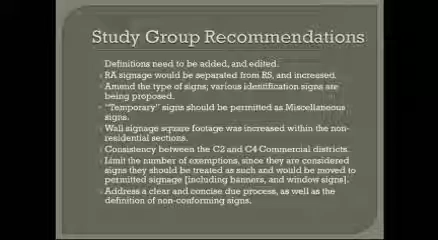 Study Group Recommendations
Definitions need to be added, and edited.
RA signage would be separated from RS, and increased.
Amend the type of signs; various identification signs are
being proposed.
"Temporary" signs should be permitted as Miscellaneous
signs.
Wall signage square footage was increased within the non-
residential sections.
Consistency between the C2 and C4 Commercial districts.
Limit the number of exemptions, since they are considered
signs they should be treated as such and would be moved to
permitted signage [including banners, and window signs].
Address a clear and concise due process, as well as the
definition of non-conforming signs.